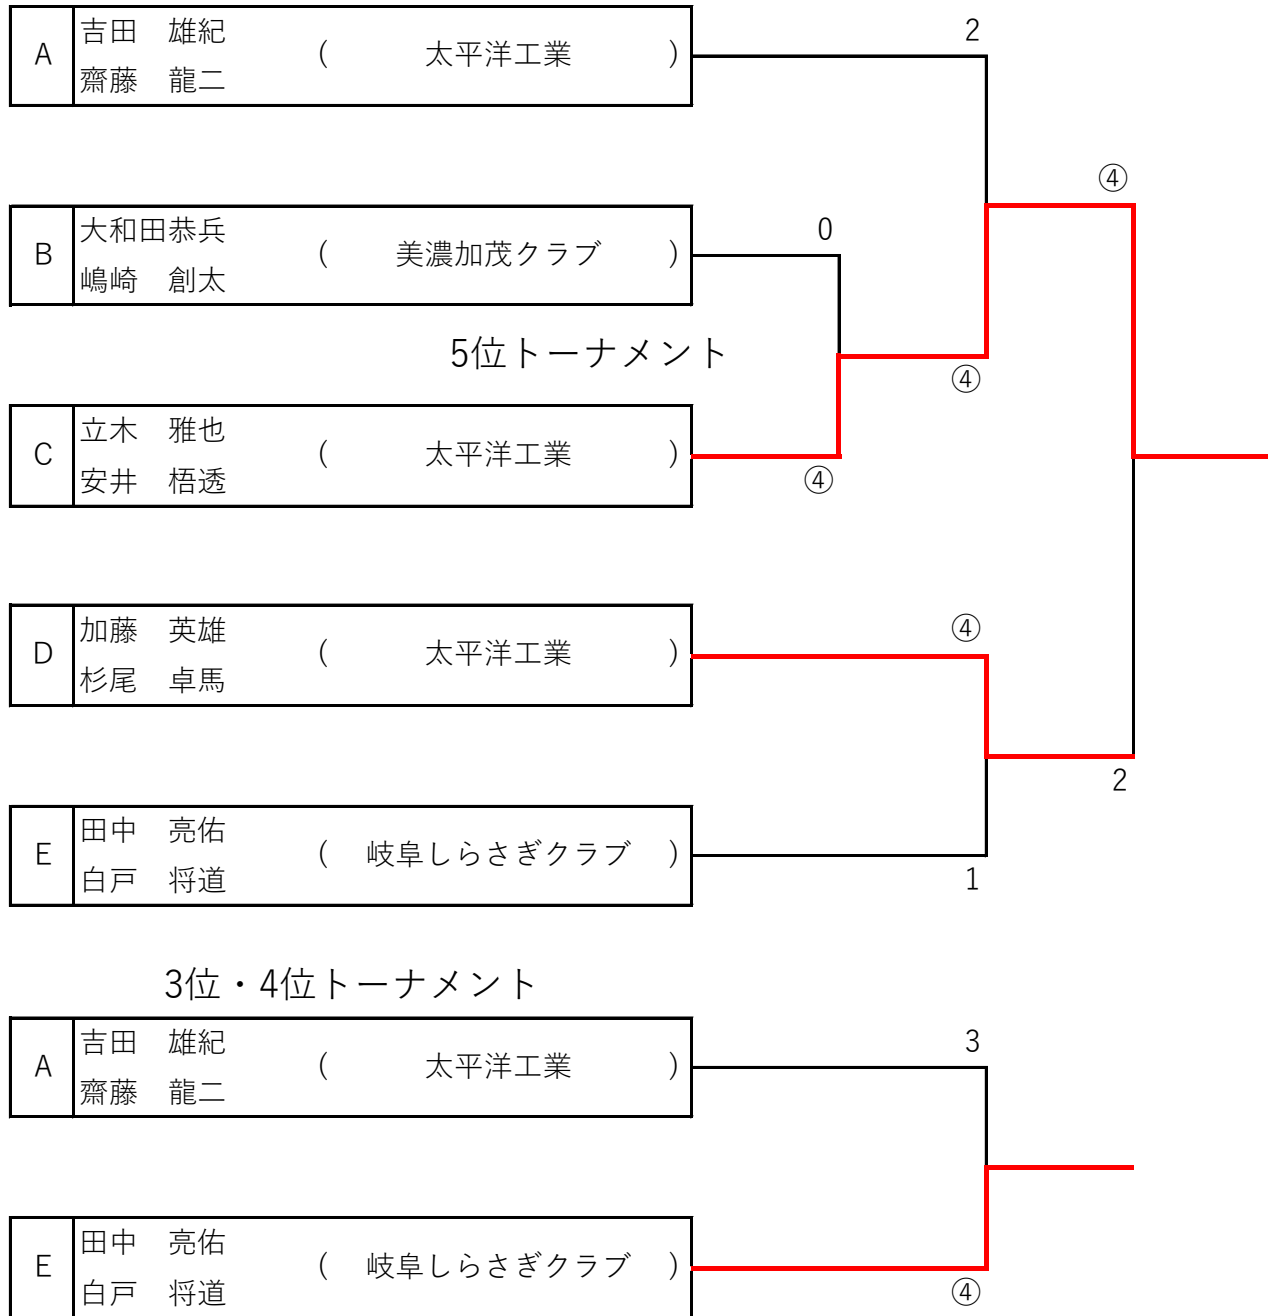 A 吉田　雄紀 ( 太平洋工業 )
齋藤　龍二
2
④
B 大和田恭兵 ( 美濃加茂クラブ )
嶋崎　創太
0
5位トーナメント
④
C 立木　雅也 ( 太平洋工業 )
安井　梧透
④
D 加藤　英雄 ( 太平洋工業 )
杉尾　卓馬
④
2
E 田中　亮佑 ( 岐阜しらさぎクラブ )
白戸　将道
1
3位・4位トーナメント
A 吉田　雄紀 ( 太平洋工業 )
齋藤　龍二
3
E 田中　亮佑 ( 岐阜しらさぎクラブ )
白戸　将道
④